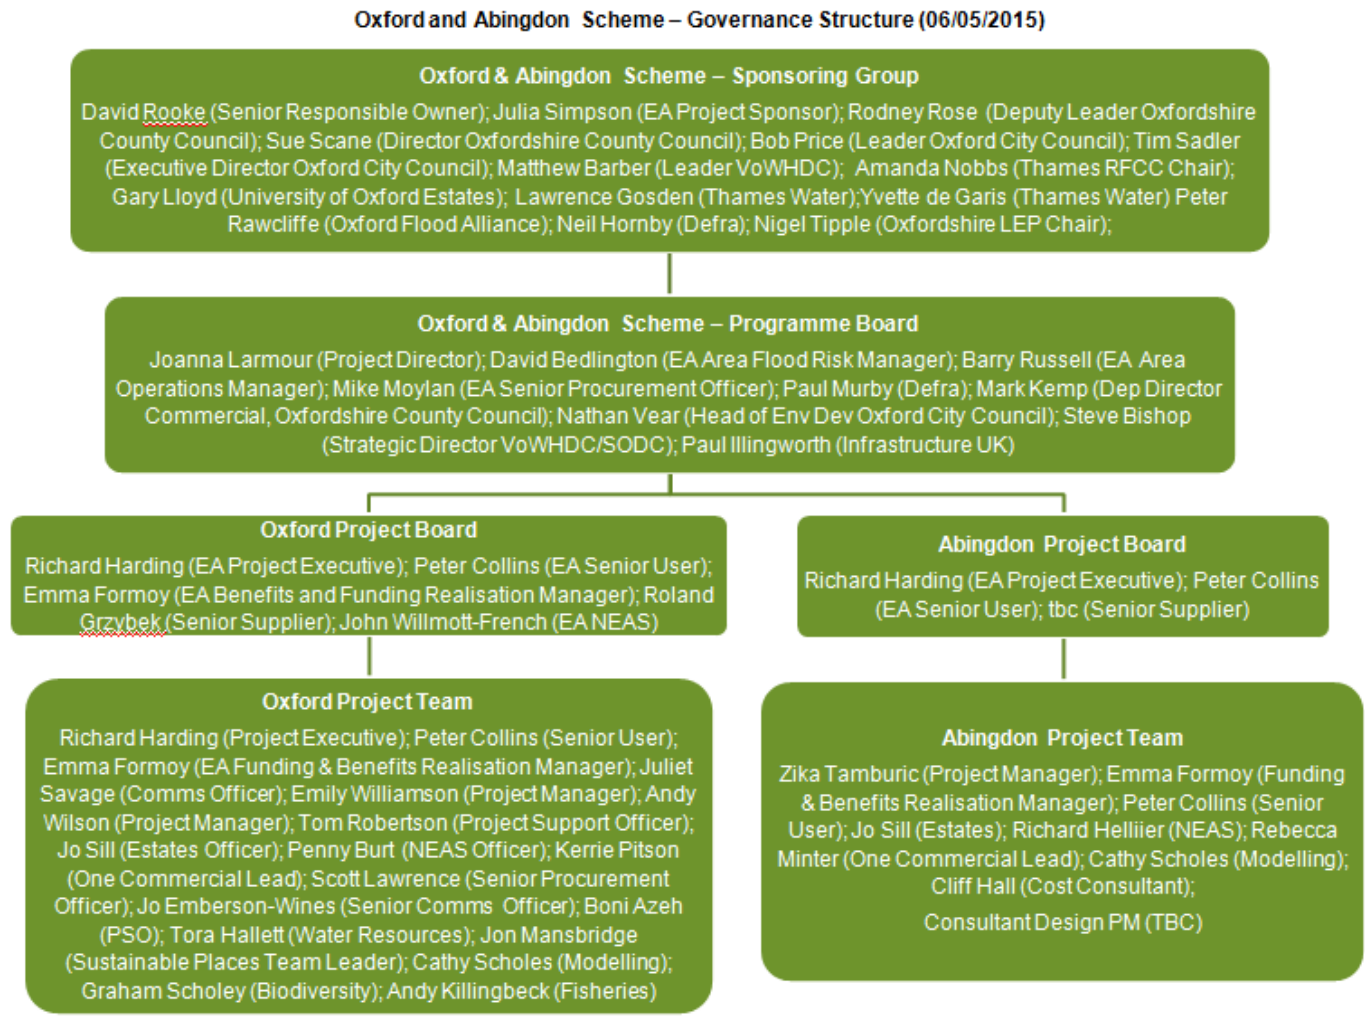 Oxford and Abingdon Scheme – Governance Structure (06/05/2015)
Oxford & Abingdon Scheme – Sponsoring Group
David Rooke (Senior Responsible Owner); Julia Simpson (EA Project Sponsor); Rodney Rose (Deputy Leader Oxfordshire
County Council); Sue Scane (Director Oxfordshire County Council); Bob Price (Leader Oxford City Council); Tim Sadler
(Executive Director Oxford City Council); Matthew Barber (Leader VoWHDC); Amanda Nobbs (Thames RFCC Chair);
Gary Lloyd (University of Oxford Estates); Lawrence Gosden (Thames Water);Yvette de Garis (Thames Water) Peter
Rawcliffe (Oxford Flood Alliance); Neil Hornby (Defra); Nigel Tipple (Oxfordshire LEP Chair);
Oxford & Abingdon Scheme – Programme Board
Joanna Larmour (Project Director); David Bedlington (EA Area Flood Risk Manager); Barry Russell (EA Area
Operations Manager); Mike Moylan (EA Senior Procurement Officer); Paul Murby (Defra); Mark Kemp (Dep Director
Commercial, Oxfordshire County Council); Nathan Vear (Head of Env Dev Oxford City Council); Steve Bishop
(Strategic Director VoWHDC/SODC); Paul Illingworth (Infrastructure UK)
Oxford Project Board
Richard Harding (EA Project Executive); Peter Collins (EA Senior User);
Emma Formoy (EA Benefits and Funding Realisation Manager); Roland
Grzybek (Senior Supplier); John Willmott-French (EA NEAS)
Abingdon Project Board
Richard Harding (EA Project Executive); Peter Collins
(EA Senior User); tbc (Senior Supplier)
Oxford Project Team
Richard Harding (Project Executive); Peter Collins (Senior User);
Emma Formoy (EA Funding & Benefits Realisation Manager); Juliet
Savage (Comms Officer); Emily Williamson (Project Manager); Andy
Wilson (Project Manager); Tom Robertson (Project Support Officer);
Jo Sill (Estates Officer); Penny Burt (NEAS Officer); Kerrie Pitson
(One Commercial Lead); Scott Lawrence (Senior Procurement
Officer); Jo Emberson-Wines (Senior Comms Officer); Boni Azeh
(PSO); Tora Hallett (Water Resources); Jon Mansbridge
(Sustainable Places Team Leader); Cathy Scholes (Modelling);
Graham Scholey (Biodiversity); Andy Killingbeck (Fisheries)
Abingdon Project Team
Zika Tamburic (Project Manager); Emma Formoy (Funding
& Benefits Realisation Manager); Peter Collins (Senior
User); Jo Sill (Estates); Richard Helliier (NEAS); Rebecca
Minter (One Commercial Lead); Cathy Scholes (Modelling);
Cliff Hall (Cost Consultant);
Consultant Design PM (TBC)